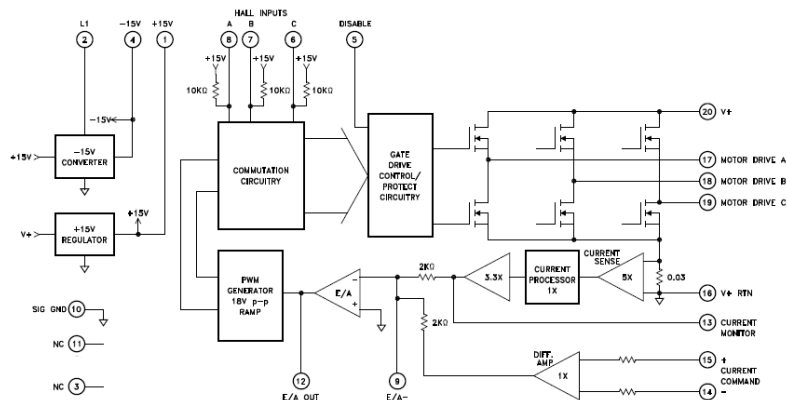 HALL INPUTS
L1 -15V +15V A B C DISABLE
2 4 1 8 7 6 5
+15V +15V +15V
10KΩ 10KΩ 10KΩ
-15V
+15V -15V CONVERTER
COMMUTATION CIRCUITRY
GATE DRIVE CONTROL/ PROTECT CIRCUITRY
20 V+
17 MOTOR DRIVE A
18 MOTOR DRIVE B
19 MOTOR DRIVE C
+15V
V+ +15V REGULATOR
PWM GENERATOR 18V p-p RAMP
E/A - +
2KΩ
3.3X
CURRENT PROCESSOR 1X
CURRENT SENSE
5X
0.03
16 V+ RTN
SIG GND 10
2KΩ
13 CURRENT MONITOR
NC 11
DIFF. AMP
1X
15 +
CURRENT COMMAND
14 -
NC 3
12 9
E/A OUT E/A-